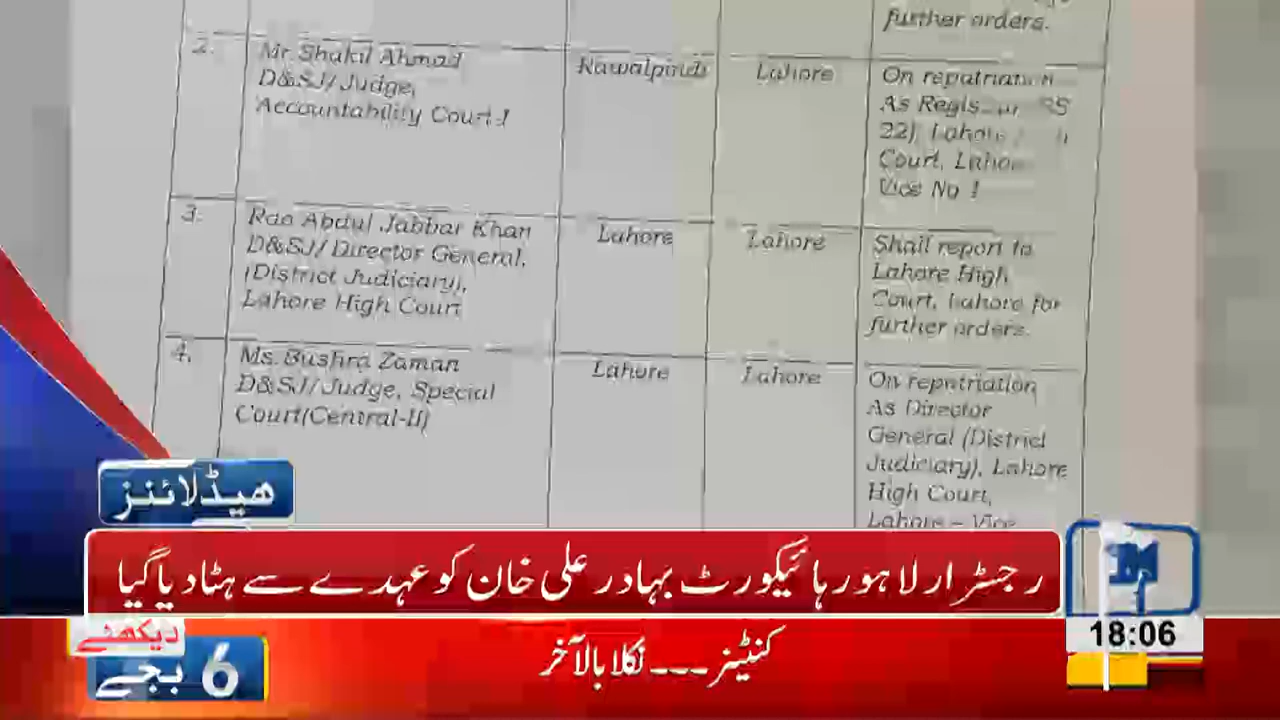 further orders.
2.
Mr. Shakil Ahmad
D&SJ/ Judge,
Accountability Court-I
Rawalpindi
Lahore
On repatriation
As
22), Lahore
Court, Lahore
Vice No 1
3.
Rao Abdul Jabbar Khan
D&SJ/ Director General,
(District Judiciary),
Lahore High Court
Lahore
Lahore
Shall report to
Lahore High
Court, Lahore for
further orders.
4.
Ms. Bushra Zaman
D&SJ/ Judge, Special
Court(Central-II)
Lahore
Lahore
On repatriation
As Director
General (District
Judiciary), Lahore
High Court,
Lahore – Vice
ہیڈلائنز
رجسٹرار لاہور ہائیکورٹ بہادر علی خان کو عہدے سے ہٹا دیا گیا
18:06
دیکھئے
6 بجے
کنٹینر۔۔۔ نکلا بالآخر